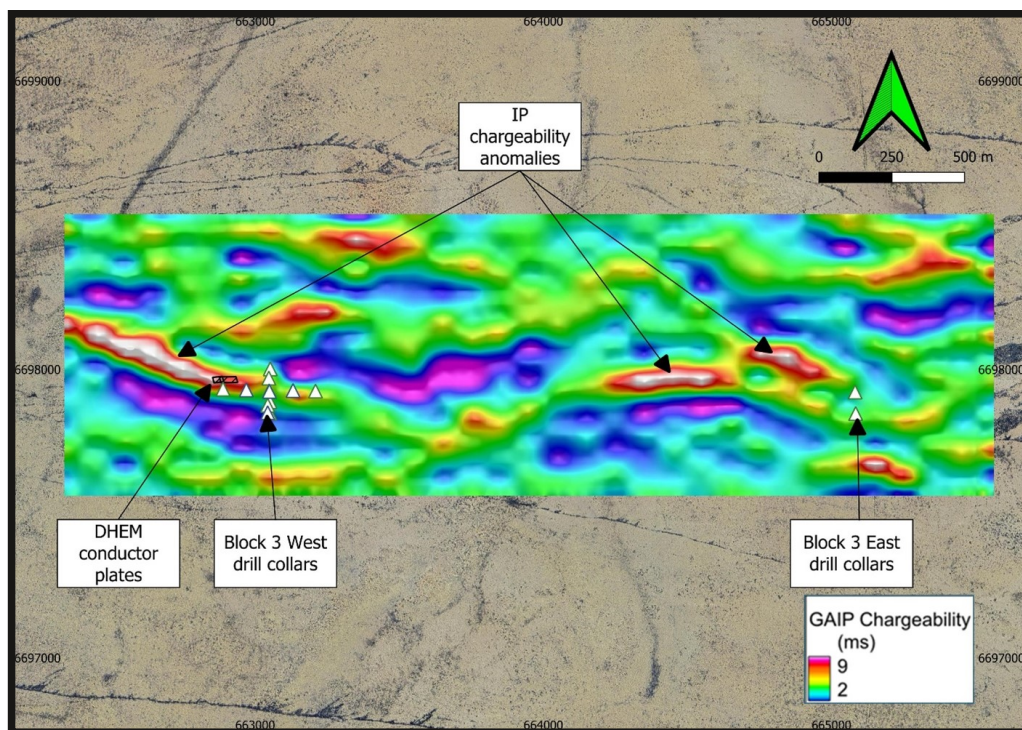 663000
664000
665000
6699000
6699000
IP
chargeability
anomalies
0 250 500 m
6698000
6698000
DHEM
conductor
plates
Block 3 West
drill collars
Block 3 East
drill collars
GAIP Chargeability
(ms)
9
2
6697000
6697000
663000
664000
665000